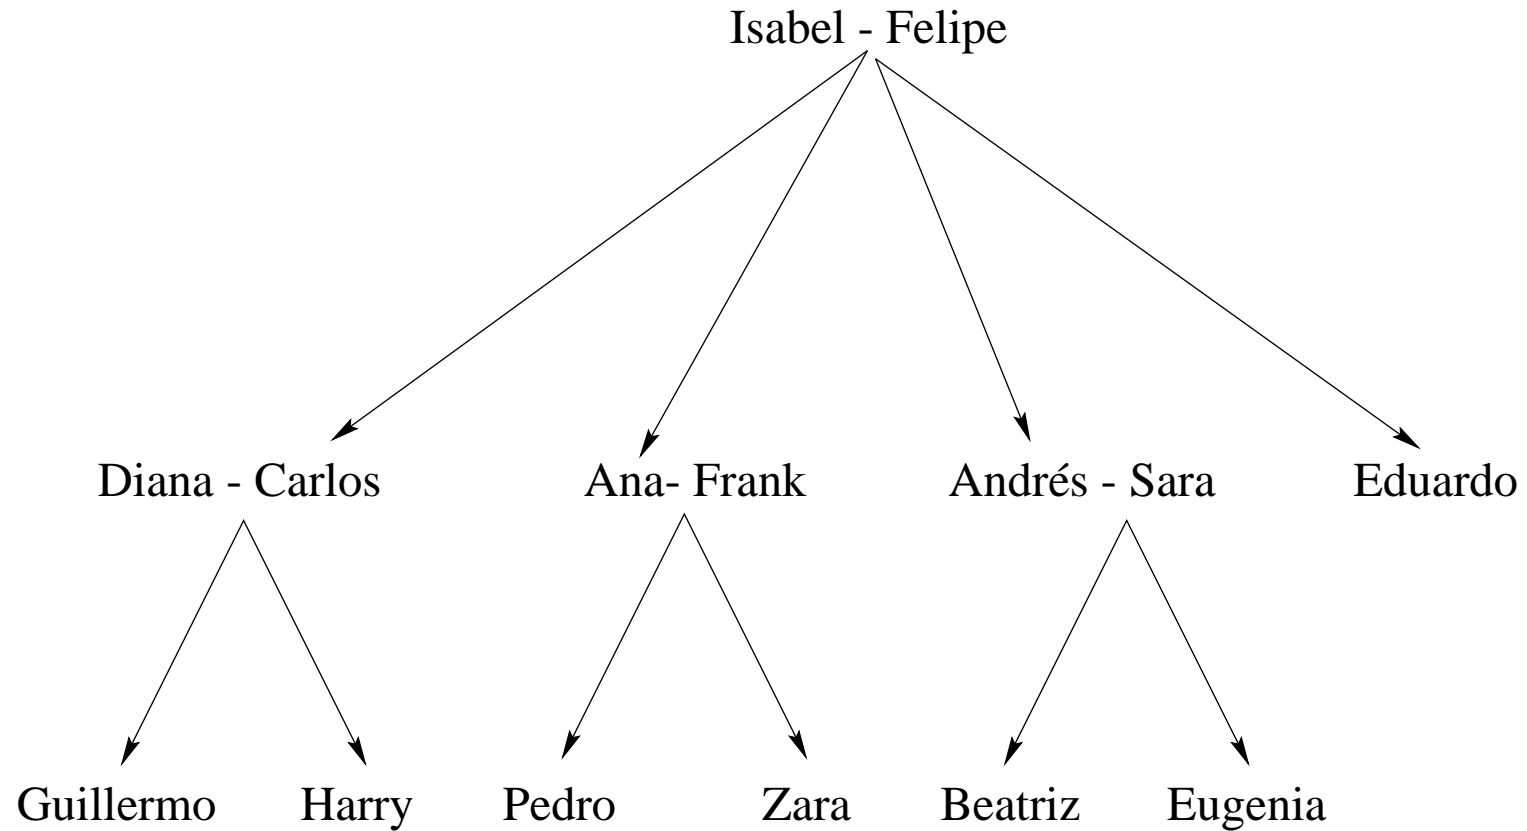 Isabel - Felipe
Diana - Carlos
Ana- Frank
Andrés - Sara
Eduardo
Guillermo
Harry
Pedro
Zara
Beatriz
Eugenia